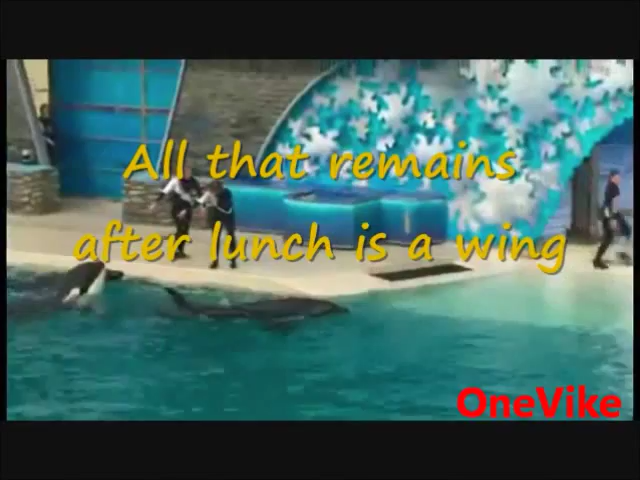 All that remains
after lunch is a wing
OneVike